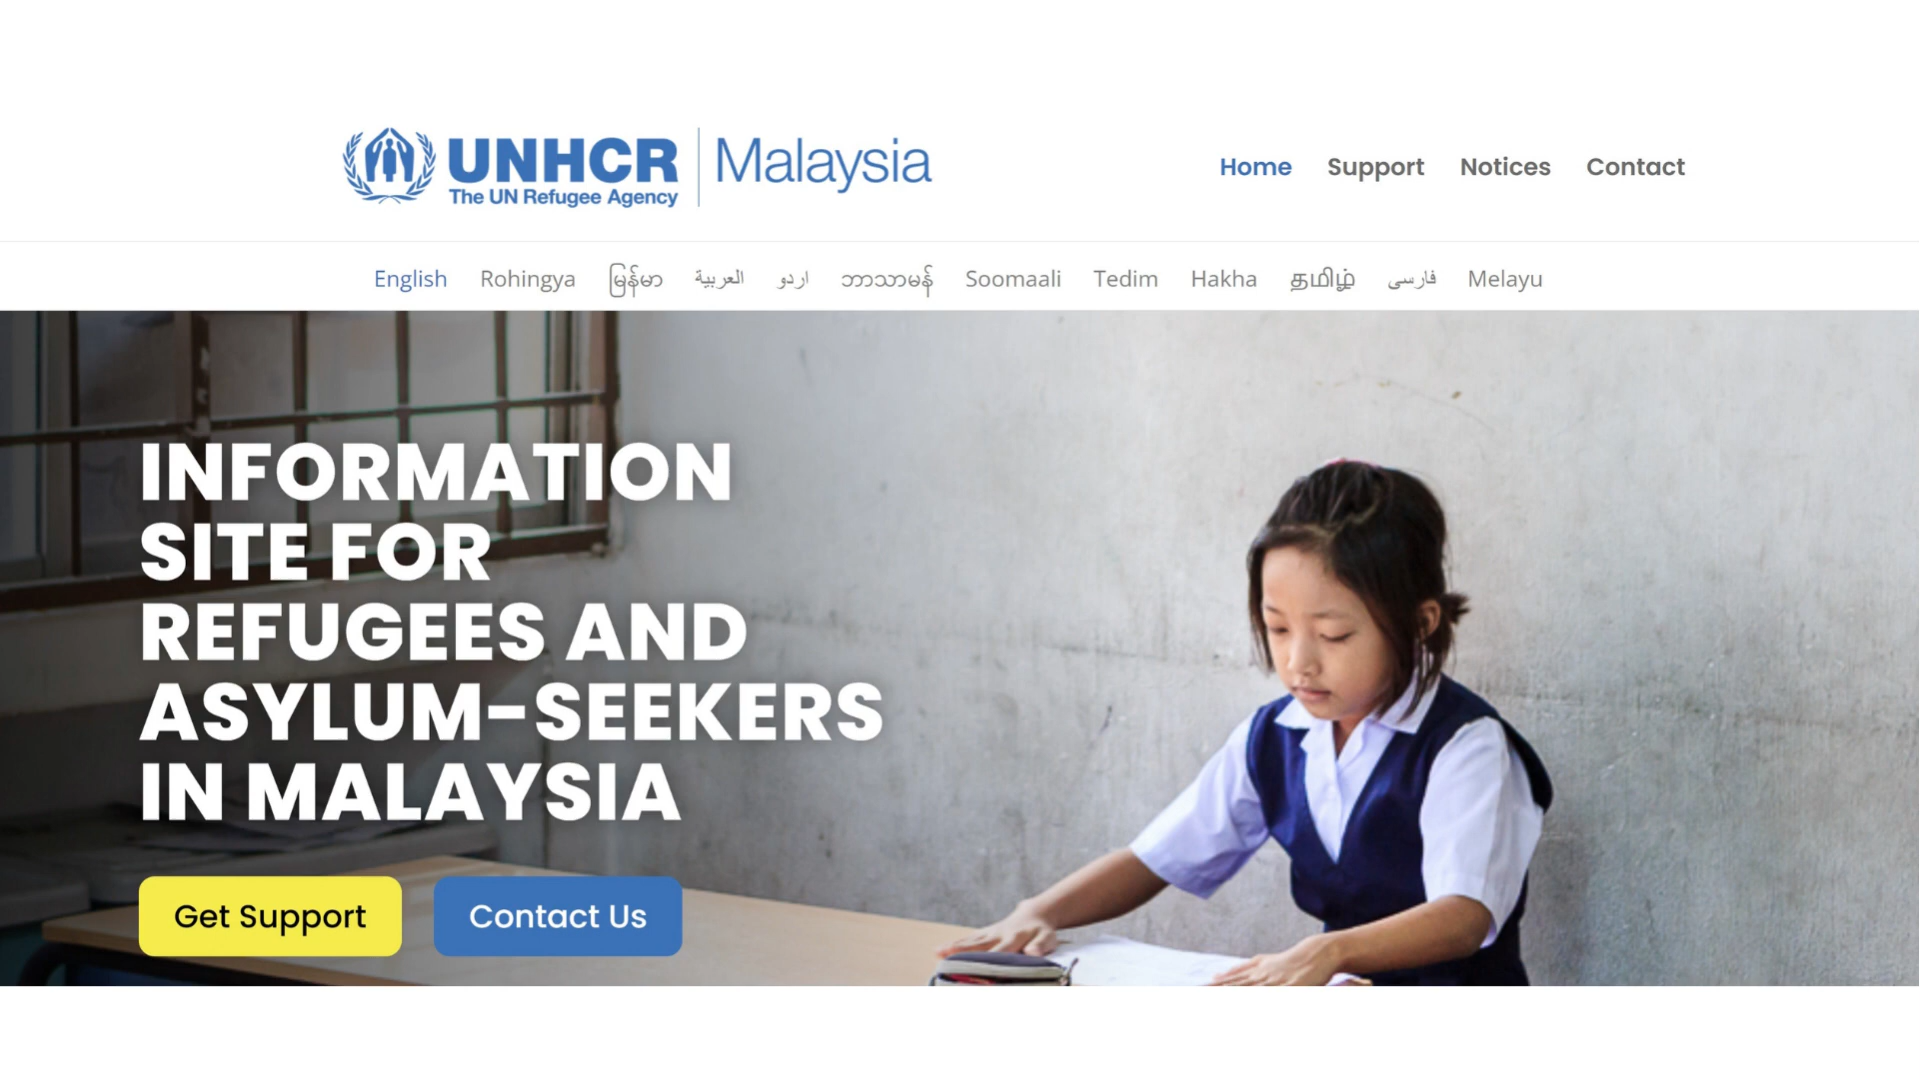 UNHCR
The UN Refugee Agency
Malaysia
Home Support Notices Contact
English Rohingya မြန်မာ العربية اردو ဘာသာမန် Soomaali Tedim Hakha தமிழ் فارسی Melayu
INFORMATION
SITE FOR
REFUGEES AND
ASYLUM-SEEKERS
IN MALAYSIA
Get Support Contact Us